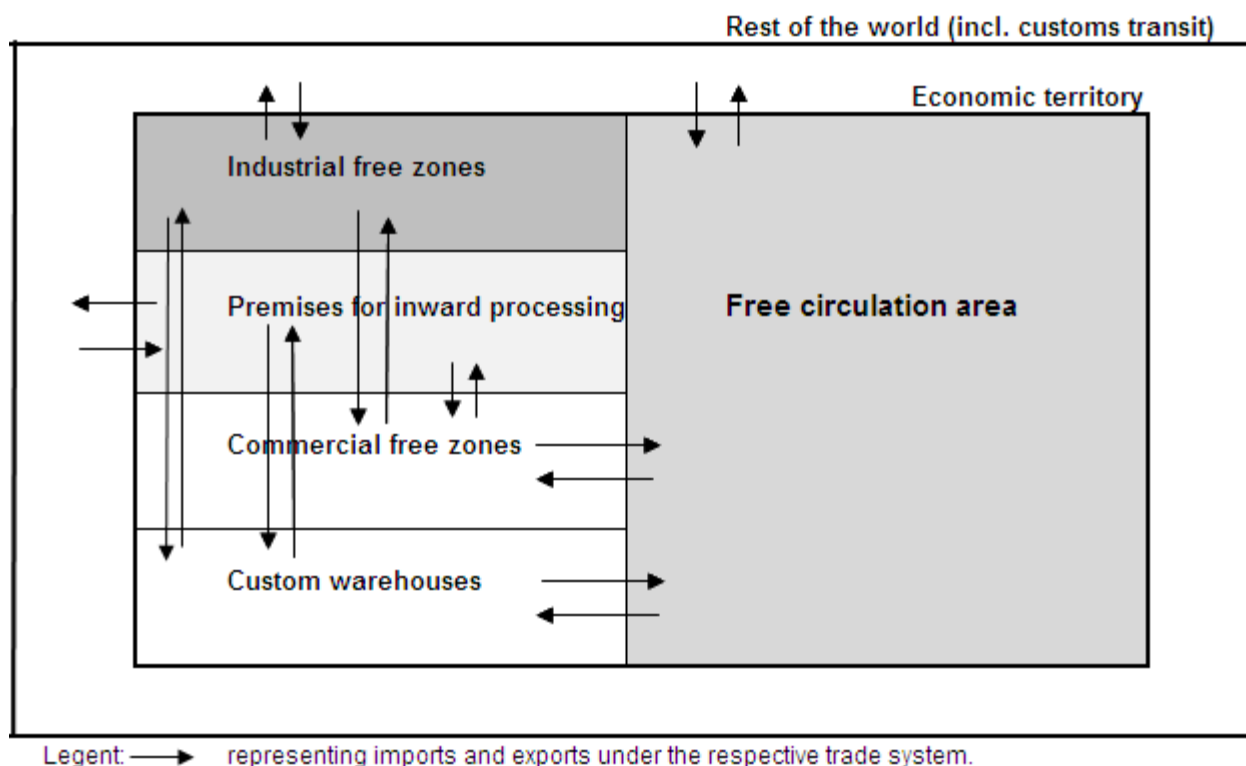 Rest of the world (incl. customs transit)
Economic territory
Industrial free zones
Premises for inward processing
Free circulation area
Commercial free zones
Custom warehouses
Legent: representing imports and exports under the respective trade system.